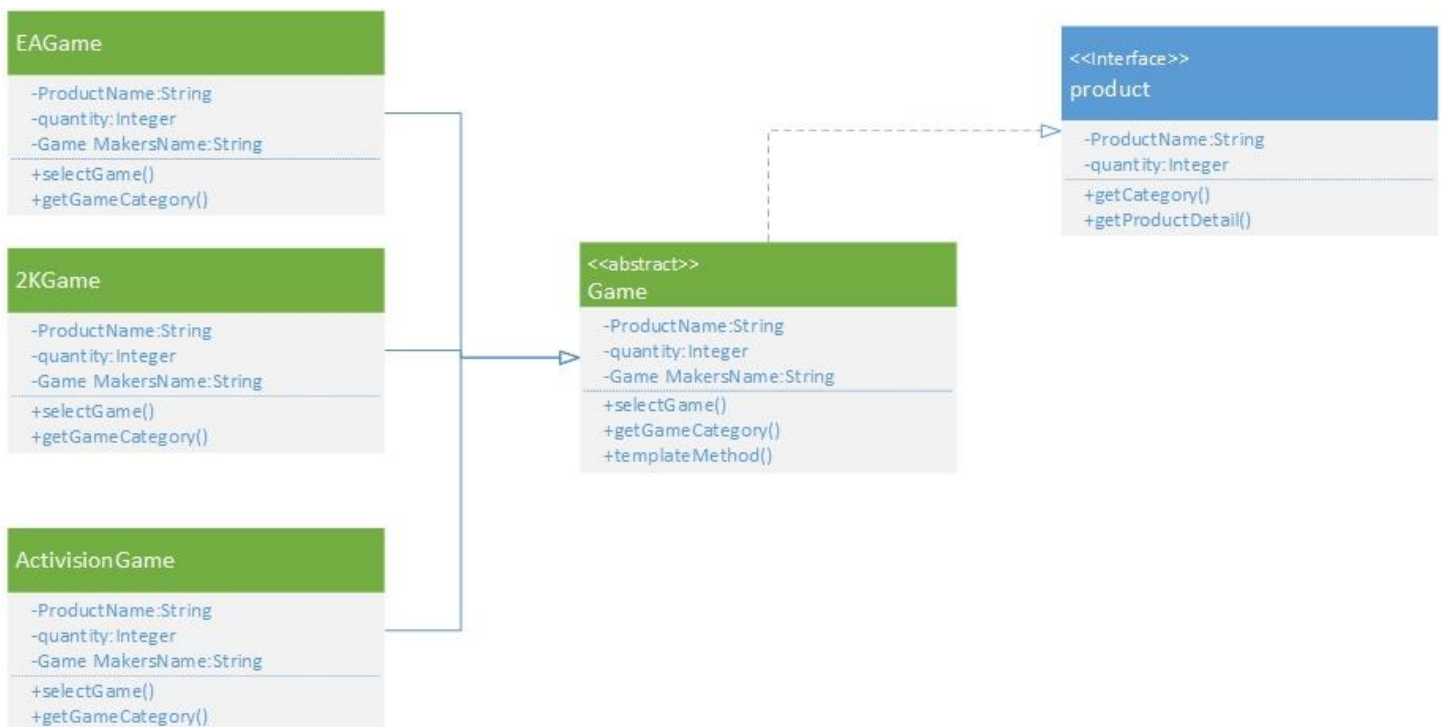 EAGame
-ProductName:String
-quantity:Integer
-Game MakersName:String
+selectGame()
+getGameCategory()
2KGame
-ProductName:String
-quantity:Integer
-Game MakersName:String
+selectGame()
+getGameCategory()
ActivisionGame
-ProductName:String
-quantity:Integer
-Game MakersName:String
+selectGame()
+getGameCategory()
<<abstract>>
Game
-ProductName:String
-quantity:Integer
-Game MakersName:String
+selectGame()
+getGameCategory()
+templateMethod()
<<Interface>>
product
-ProductName:String
-quantity:Integer
+getCategory()
+getProductDetail()